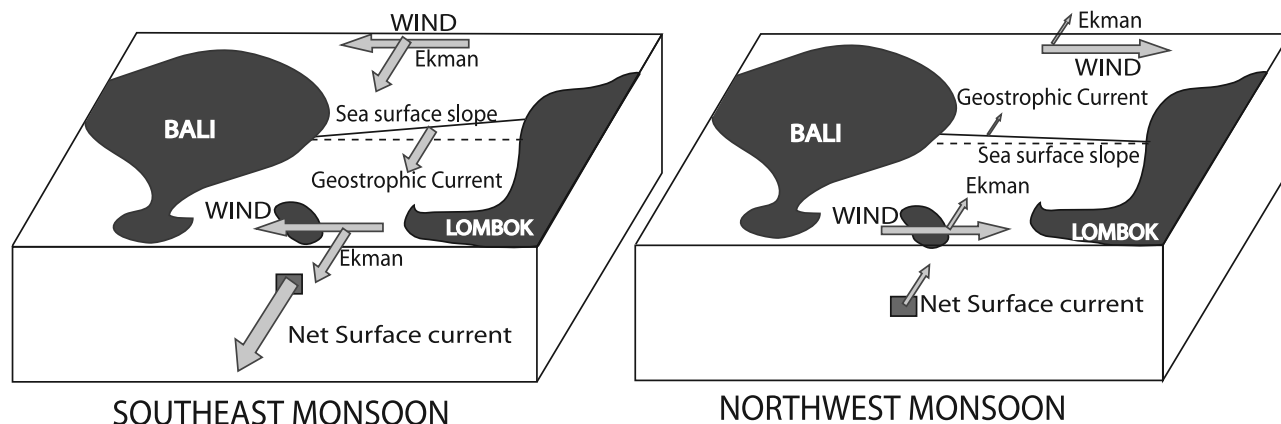 WIND
Ekman
Sea surface slope
BALI
Geostrophic Current
WIND
LOMBOK
Ekman
Net Surface current
SOUTHEAST MONSOON
Ekman
WIND
Geostrophic Current
BALI
Sea surface slope
Ekman
WIND
LOMBOK
Net Surface current
NORTHWEST MONSOON